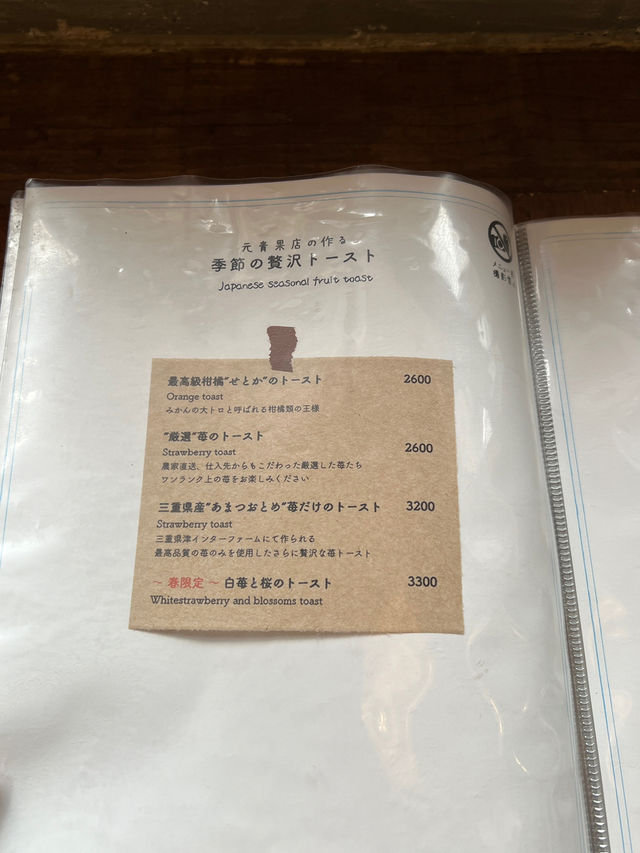 元青果店の作る
季節の贅沢トースト
Japanese seasonal fruit toast
メニュー
最高級柑橘"せとか"のトースト 2600
Orange toast
みかんの大トロと呼ばれる柑橘類の王様
"厳選"苺のトースト
Strawberry toast 2600
農家直送、仕入先からもこだわった厳選した苺たち
ワンランク上の苺をお楽しみください
三重県産"あまつおとめ"苺だけのトースト 3200
Strawberry toast
三重県津インターファームにて作られる
最高品質の苺のみを使用したさらに贅沢な苺トースト
～ 春限定 ～ 白苺と桜のトースト 3300
Whitestrawberry and blossoms toast